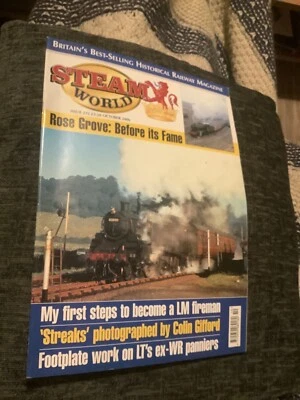 BRITAIN'S BEST-SELLING HISTORICAL RAILWAY MAGAZINE
STEAM
WORLD
Rose Grove: Before its Fame
My first steps to become a LM fireman
'Streaks' photographed by Colin Gifford
Footplate work on LT's ex-WR panniers